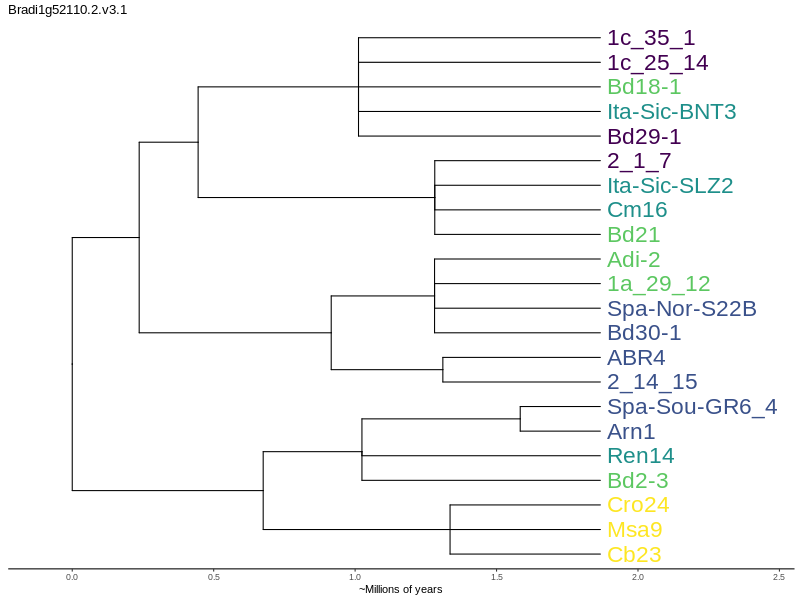 Bradi1g52110.2.v3.1
1c_35_1
1c_25_14
Bd18-1
Ita-Sic-BNT3
Bd29-1
2_1_7
Ita-Sic-SLZ2
Cm16
Bd21
Adi-2
1a_29_12
Spa-Nor-S22B
Bd30-1
ABR4
2_14_15
Spa-Sou-GR6_4
Arn1
Ren14
Bd2-3
Cro24
Msa9
Cb23
0.0 0.5 1.0 1.5 2.0 2.5
~Millions of years